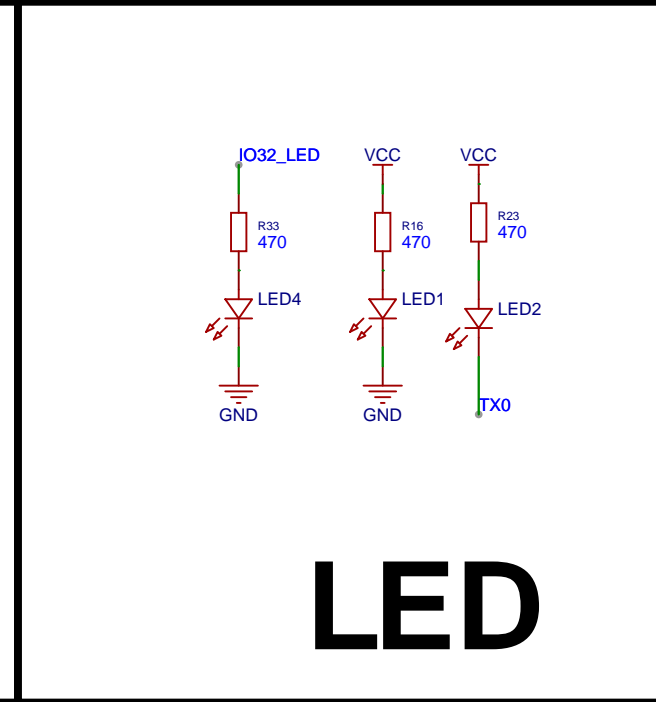 IO32_LED
VCC
VCC
R33
470
R16
470
R23
470
LED4
LED1
LED2
GND
GND
TX0
LED